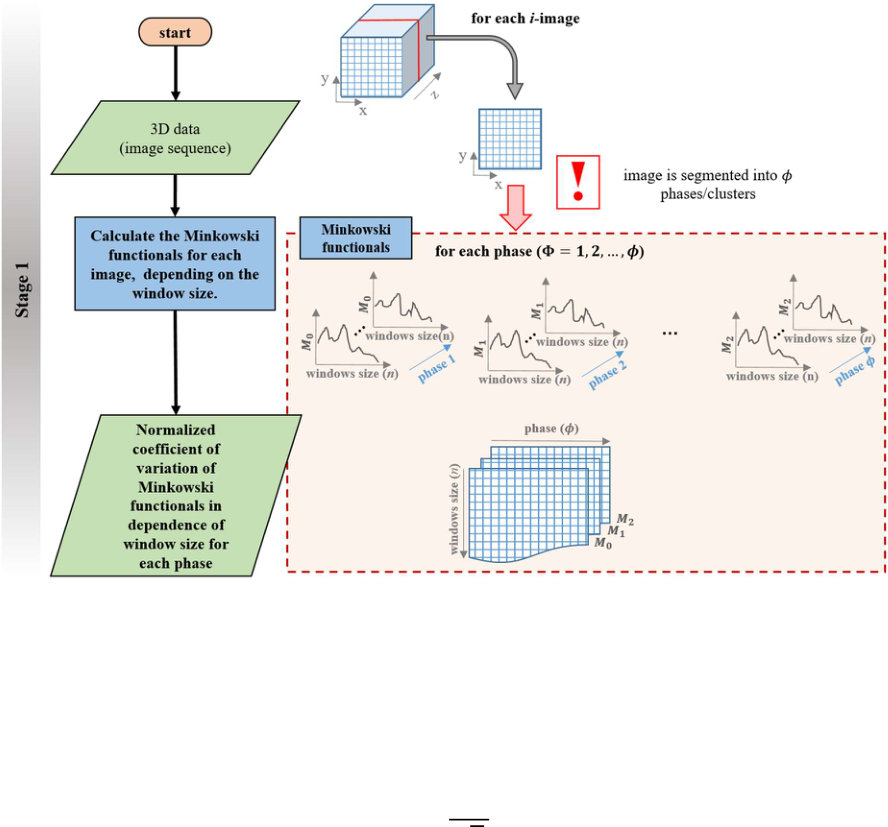 Stage 1
start
3D data
(image sequence)
Calculate the Minkowski
functionals for each
image, depending on the
window size.
Normalized
coefficient of
variation of
Minkowski
functionals in
dependence of
window size for
each phase
for each i-image
y
x
z
y
x
!
image is segmented into ϕ
phases/clusters
Minkowski
functionals
for each phase (Φ = 1, 2, …, ϕ)
M₀
windows size(n)
M₀
windows size (n)
phase 1
M₁
windows size (n)
M₁
windows size (n)
phase 2
...
M₂
windows size (n)
M₂
windows size (n)
phase ϕ
phase (ϕ)
windows size (n)
M₂
M₁
M₀